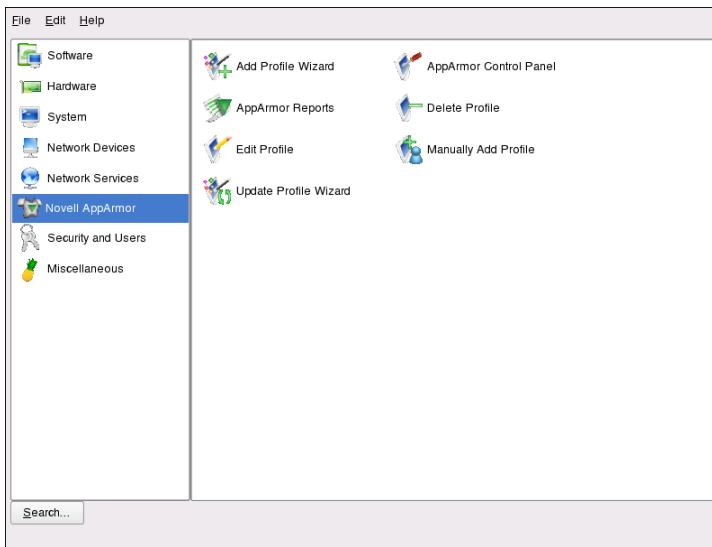 File Edit Help
Software
Hardware
System
Network Devices
Network Services
Novell AppArmor
Security and Users
Miscellaneous
Add Profile Wizard
AppArmor Control Panel
AppArmor Reports
Delete Profile
Edit Profile
Manually Add Profile
Update Profile Wizard
Search...